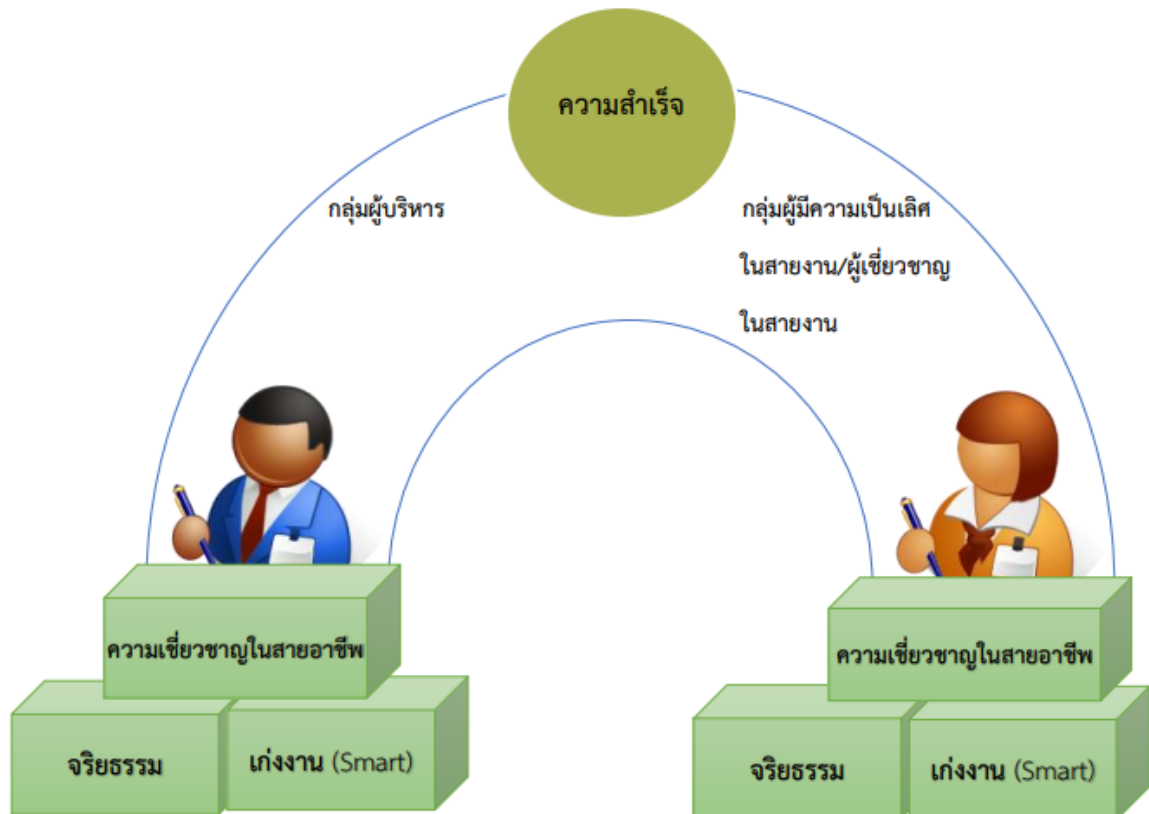 ความสำเร็จ
กลุ่มผู้บริหาร
กลุ่มผู้มีความเป็นเลิศ
ในสายงาน/ผู้เชี่ยวชาญ
ในสายงาน
ความเชี่ยวชาญในสายอาชีพ
จริยธรรม
เก่งงาน (Smart)
ความเชี่ยวชาญในสายอาชีพ
จริยธรรม
เก่งงาน (Smart)